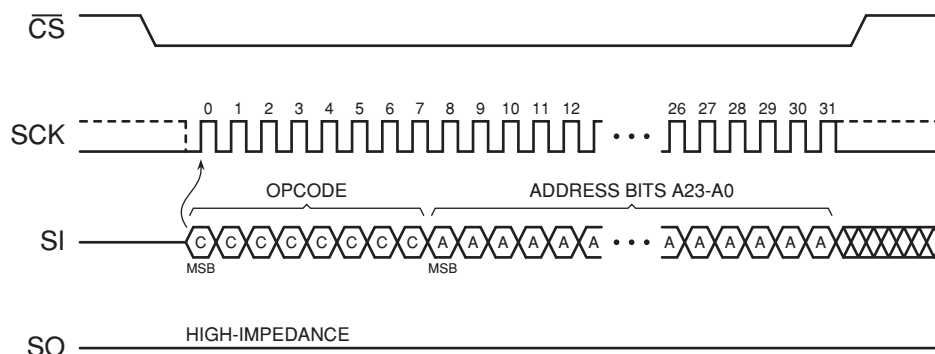 CS
0 1 2 3 4 5 6 7 8 9 10 11 12 26 27 28 29 30 31
SCK
OPCODE ADDRESS BITS A23-A0
SI C C C C C C C C A A A A A A A A A A A A
MSB MSB
HIGH-IMPEDANCE
SO